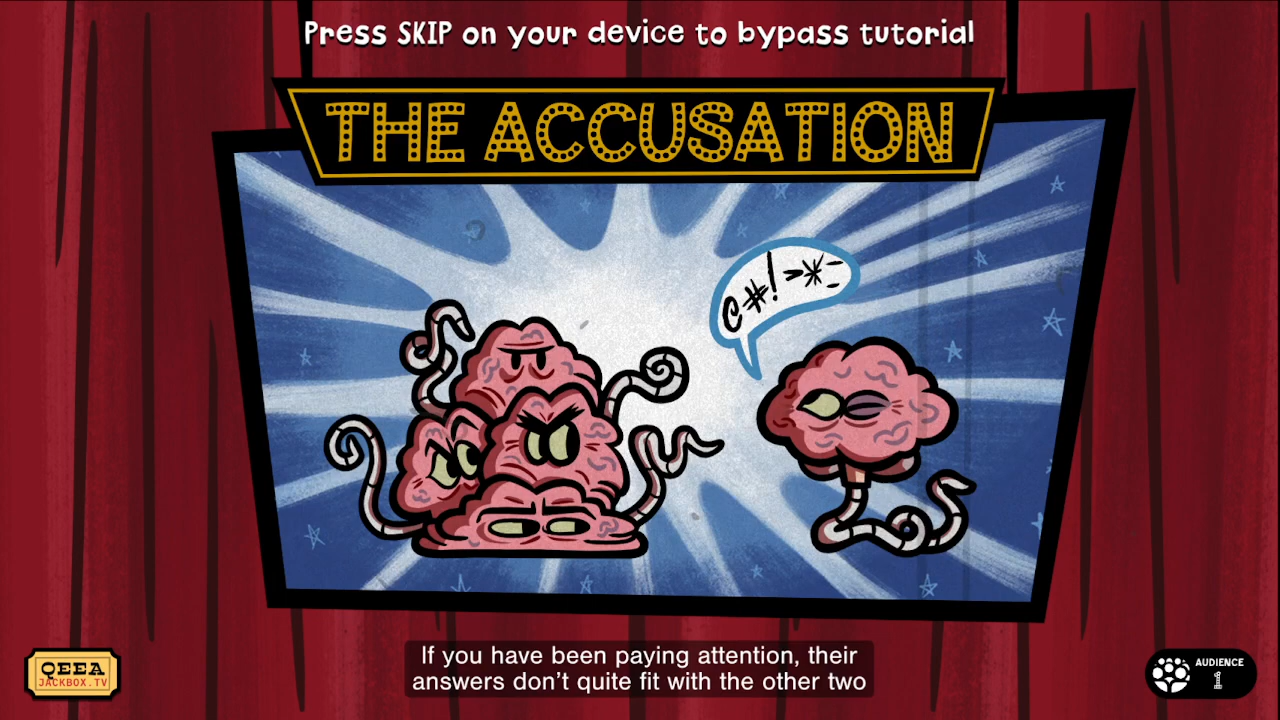 Press SKIP on your device to bypass tutorial
THE ACCUSATION
@#!>*
If you have been paying attention, their
answers don't quite fit with the other two
QEEA
JACKBOX.TV
AUDIENCE
1